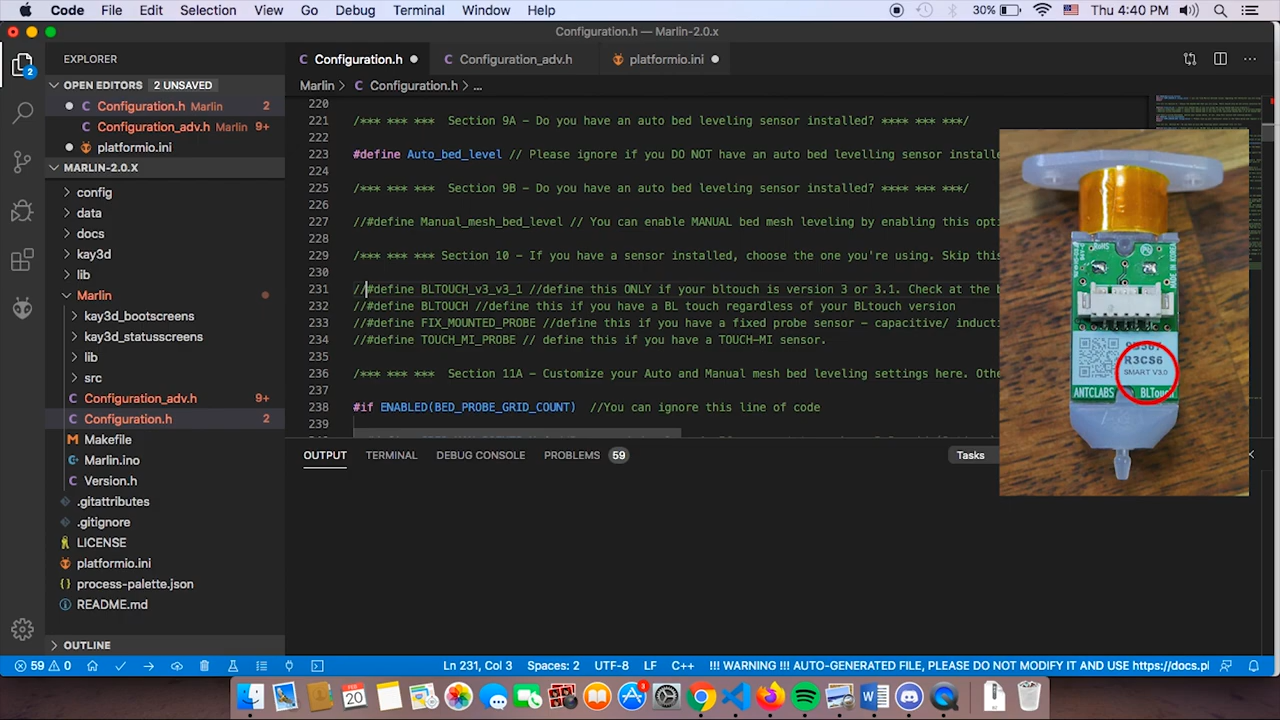 Code File Edit Selection View Go Debug Terminal Window Help 30% Thu 4:40 PM
Configuration.h — Marlin-2.0.x
EXPLORER
OPEN EDITORS 2 UNSAVED
Configuration.h Marlin 2
Configuration_adv.h Marlin 9+
platformio.ini
MARLIN-2.0.X
config
data
docs
kay3d
lib
Marlin
kay3d_bootscreens
kay3d_statusscreens
lib
src
Configuration_adv.h 9+
Configuration.h 2
Makefile
Marlin.ino
Version.h
.gitattributes
.gitignore
LICENSE
platformio.ini
process-palette.json
README.md
OUTLINE
2
Configuration.h Configuration_adv.h platformio.ini
Marlin > Configuration.h > ...
220
221 /*** *** *** Section 9A - Do you have an auto bed leveling sensor installed? **** *** ***/
222
223 #define Auto_bed_level // Please ignore if you DO NOT have an auto bed levelling sensor installe
224
225 /*** *** *** Section 9B - Do you have an auto bed leveling sensor installed? **** *** ***/
226
227 //#define Manual_mesh_bed_level // You can enable MANUAL bed mesh leveling by enabling this opti
228
229 /*** *** *** Section 10 - If you have a sensor installed, choose the one you're using. Skip this
230
231 //#define BLTOUCH_v3_v3_1 //define this ONLY if your bltouch is version 3 or 3.1. Check at the b
232 //#define BLTOUCH //define this if you have a BL touch regardless of your BLtouch version
233 //#define FIX_MOUNTED_PROBE //define this if you have a fixed probe sensor - capacitive/ inducti
234 //#define TOUCH_MI_PROBE // define this if you have a TOUCH-MI sensor.
235
236 /*** *** *** Section 11A - Customize your Auto and Manual mesh bed leveling settings here. Othe
237
238 #if ENABLED(BED_PROBE_GRID_COUNT) //You can ignore this line of code
239
OUTPUT TERMINAL DEBUG CONSOLE PROBLEMS 59 Tasks
RoHS
MADE IN KOREA
R3CS6
SMART V3.0
ANTCLABS BLTouch
59 0 Ln 231, Col 3 Spaces: 2 UTF-8 LF C++ !!! WARNING !!! AUTO-GENERATED FILE, PLEASE DO NOT MODIFY IT AND USE https://docs.pl
FEB
20
3